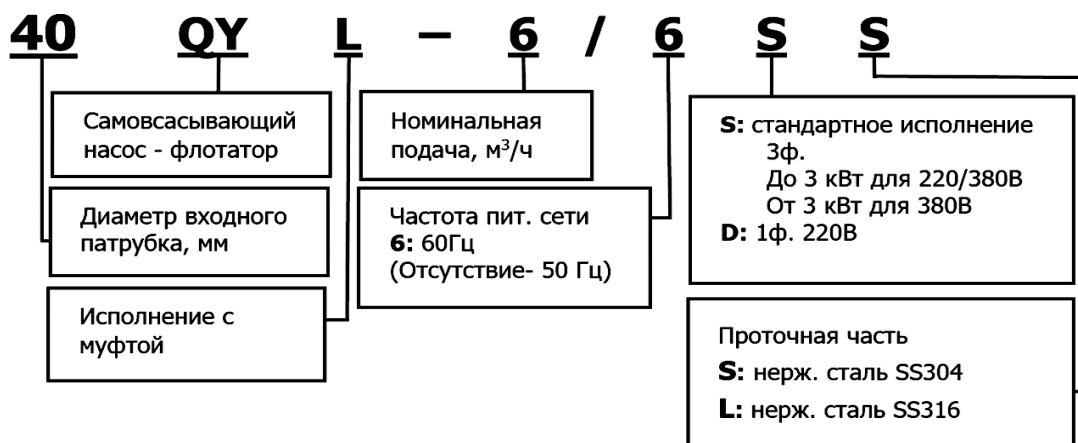 40 QY L – 6 / 6 S S
Самовсасывающий
насос - флотатор
Диаметр входного
патрубка, мм
Исполнение с
муфтой
Номинальная
подача, м³/ч
Частота пит. сети
6: 60Гц
(Отсутствие- 50 Гц)
S: стандартное исполнение
3ф.
До 3 кВт для 220/380В
От 3 кВт для 380В
D: 1ф. 220В
Проточная часть
S: нерж. сталь SS304
L: нерж. сталь SS316